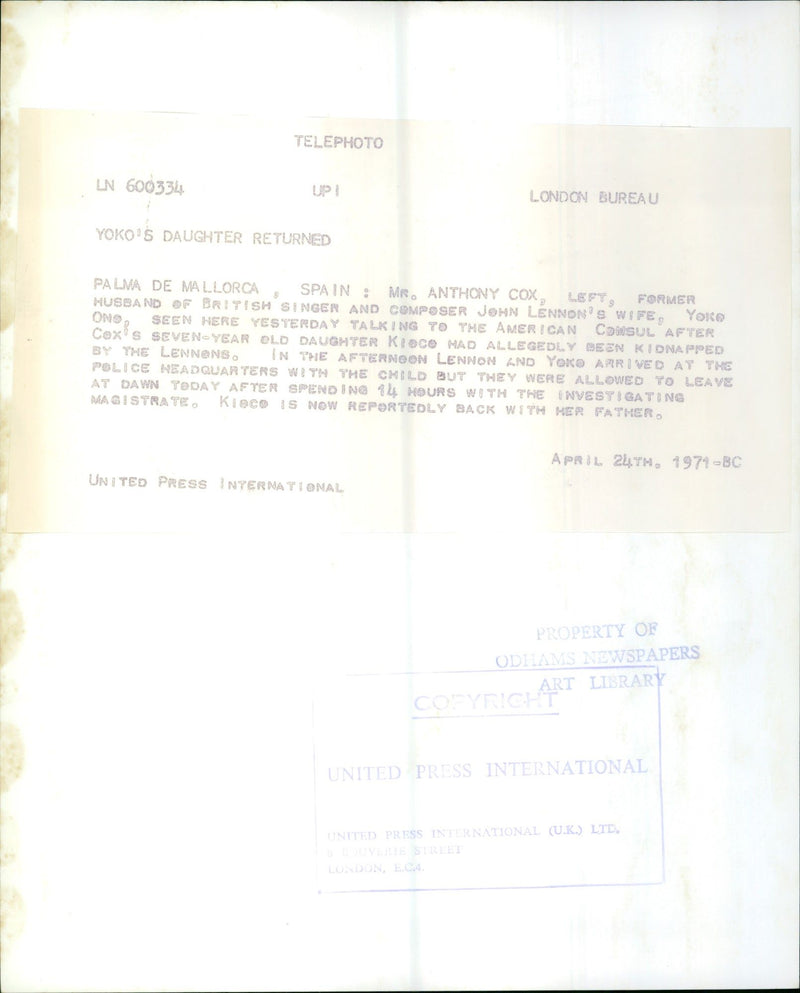 TELEPHOTO
LN 600334 UPI LONDON BUREAU
YOKO'S DAUGHTER RETURNED
PALMA DE MALLORCA , SPAIN : MR. ANTHONY COX, LEFT, FORMER
HUSBAND OF BRITISH SINGER AND COMPOSER JOHN LENNON'S WIFE, YOKO
ONO, SEEN HERE YESTERDAY TALKING TO THE AMERICAN CONSUL AFTER
COX'S SEVEN-YEAR OLD DAUGHTER KIOCO HAD ALLEGEDLY BEEN KIDNAPPED
BY THE LENNONS. IN THE AFTERNOON LENNON AND YOKO ARRIVED AT THE
POLICE HEADQUARTERS WITH THE CHILD BUT THEY WERE ALLOWED TO LEAVE
AT DAWN TODAY AFTER SPENDING 14 HOURS WITH THE INVESTIGATING
MAGISTRATE. KIOCO IS NOW REPORTEDLY BACK WITH HER FATHER.
APRIL 24TH. 1971-BC
UNITED PRESS INTERNATIONAL
PROPERTY OF
ODHAMS NEWSPAPERS
ART LIBRARY
COPYRIGHT
UNITED PRESS INTERNATIONAL
UNITED PRESS INTERNATIONAL (U.K.) LTD.
8 BOUVERIE STREET
LONDON, E.C.4.